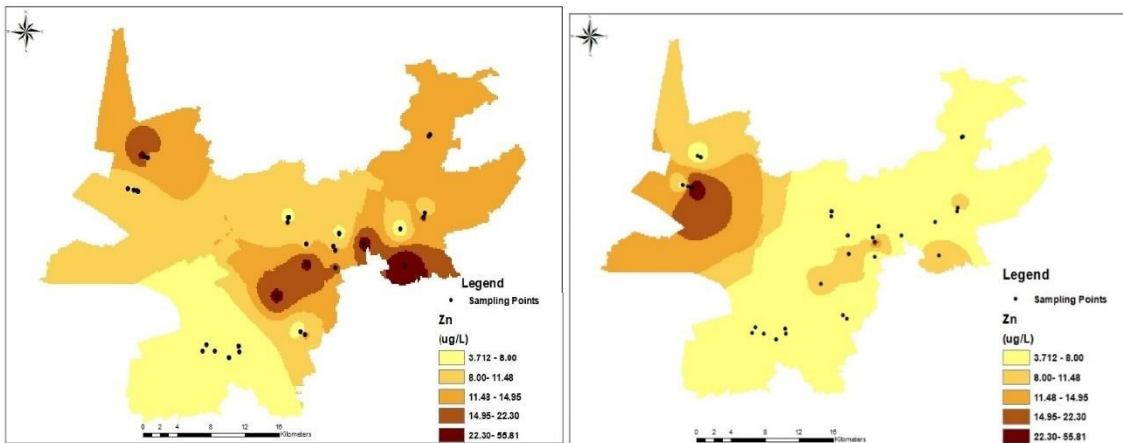 Legend
Sampling Points
Zn
(ug/L)
3.712 - 8.00
8.00- 11.48
11.48 - 14.95
14.95- 22.30
22.30- 55.81
0 2 4 8 12 16
Kilometers
Legend
Sampling Points
Zn
(ug/L)
3.712 - 8.00
8.00- 11.48
11.48 - 14.95
14.95- 22.30
22.30- 55.81
0 2 4 8 12 16
Kilometers